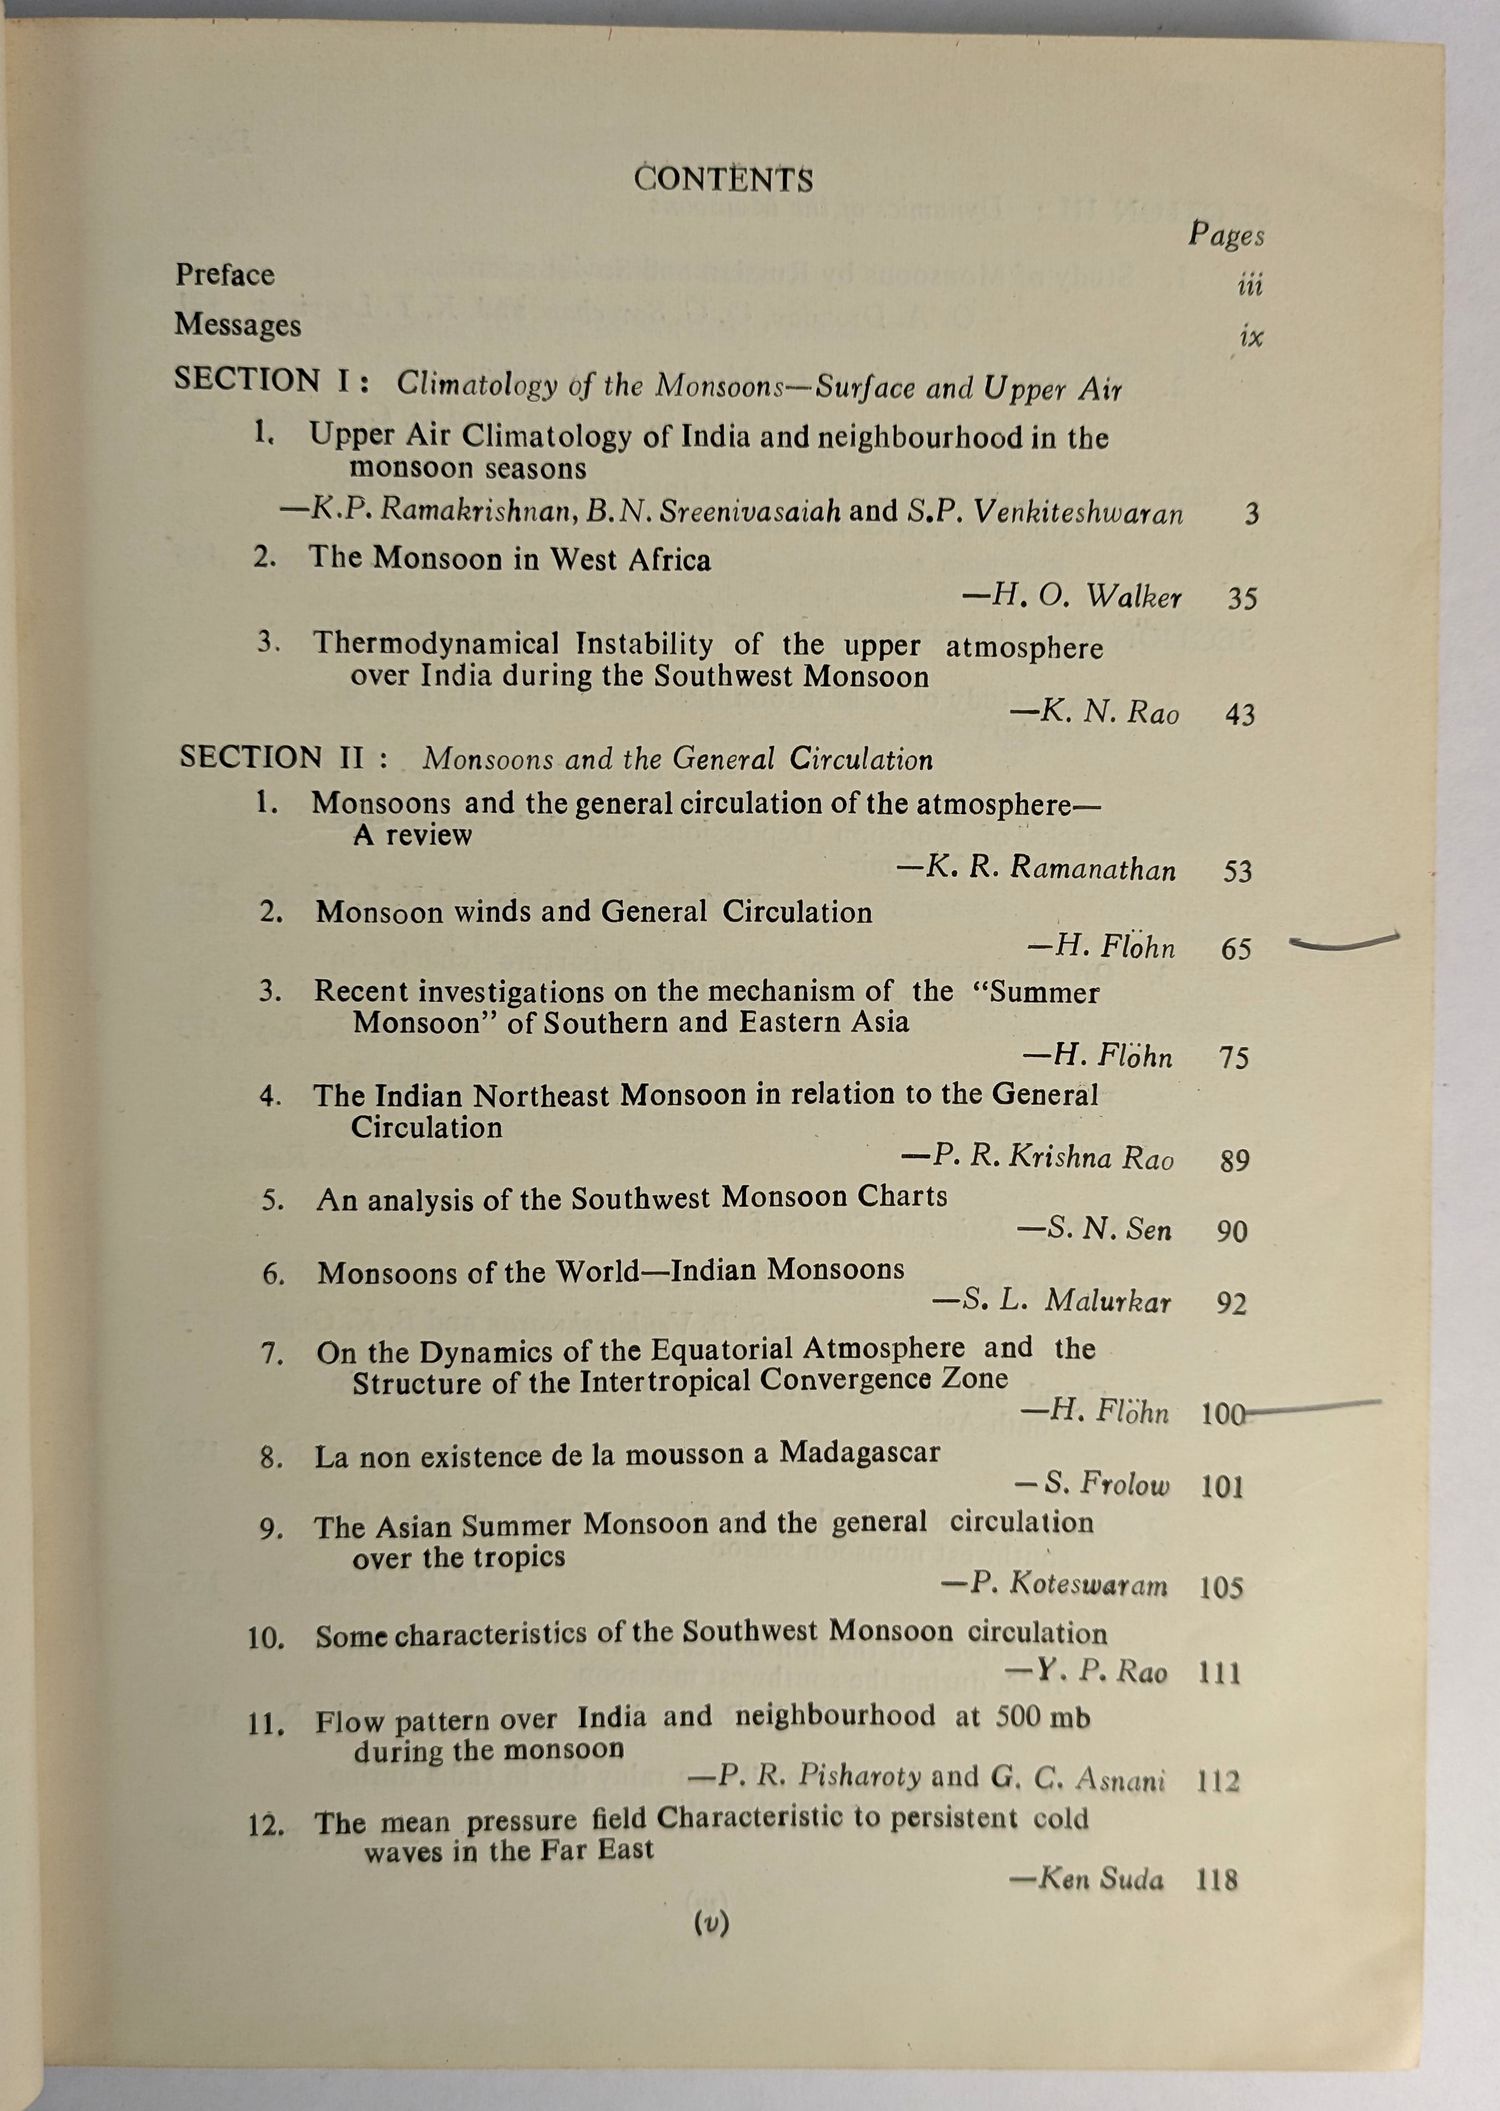 CONTENTS
Pages
Preface iii
Messages ix
SECTION I : Climatology of the Monsoons—Surface and Upper Air
1. Upper Air Climatology of India and neighbourhood in the
monsoon seasons
—K.P. Ramakrishnan, B.N. Sreenivasaiah and S.P. Venkiteshwaran 3
2. The Monsoon in West Africa
—H. O. Walker 35
3. Thermodynamical Instability of the upper atmosphere
over India during the Southwest Monsoon
—K. N. Rao 43
SECTION II : Monsoons and the General Circulation
1. Monsoons and the general circulation of the atmosphere—
A review
—K. R. Ramanathan 53
2. Monsoon winds and General Circulation
—H. Flöhn 65
3. Recent investigations on the mechanism of the “Summer
Monsoon” of Southern and Eastern Asia
—H. Flöhn 75
4. The Indian Northeast Monsoon in relation to the General
Circulation
—P. R. Krishna Rao 89
5. An analysis of the Southwest Monsoon Charts
—S. N. Sen 90
6. Monsoons of the World—Indian Monsoons
—S. L. Malurkar 92
7. On the Dynamics of the Equatorial Atmosphere and the
Structure of the Intertropical Convergence Zone
—H. Flöhn 100
8. La non existence de la mousson a Madagascar
—S. Frolow 101
9. The Asian Summer Monsoon and the general circulation
over the tropics
—P. Koteswaram 105
10. Some characteristics of the Southwest Monsoon circulation
—Y. P. Rao 111
11. Flow pattern over India and neighbourhood at 500 mb
during the monsoon
—P. R. Pisharoty and G. C. Asnani 112
12. The mean pressure field Characteristic to persistent cold
waves in the Far East
—Ken Suda 118
(v)